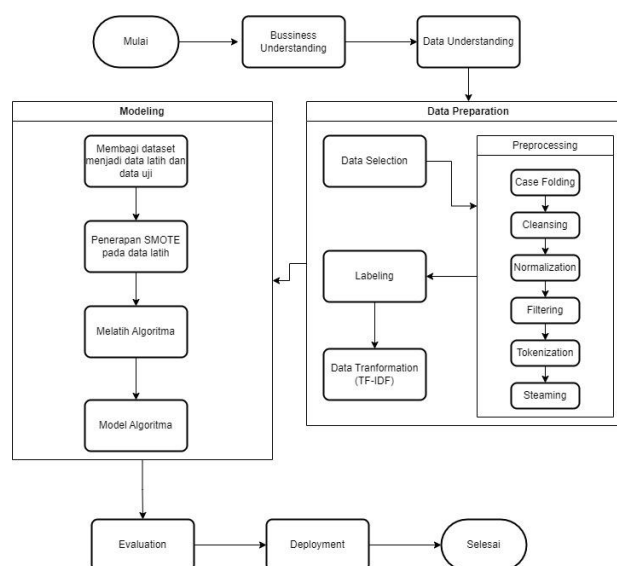 Mulai
Bussiness
Understanding
Data Understanding
Data Preparation
Data Selection
Preprocessing
Case Folding
Cleansing
Normalization
Filtering
Tokenization
Steaming
Labeling
Data Tranformation
(TF-IDF)
Modeling
Membagi dataset
menjadi data latih dan
data uji
Penerapan SMOTE
pada data latih
Melatih Algoritma
Model Algoritma
Evaluation
Deployment
Selesai